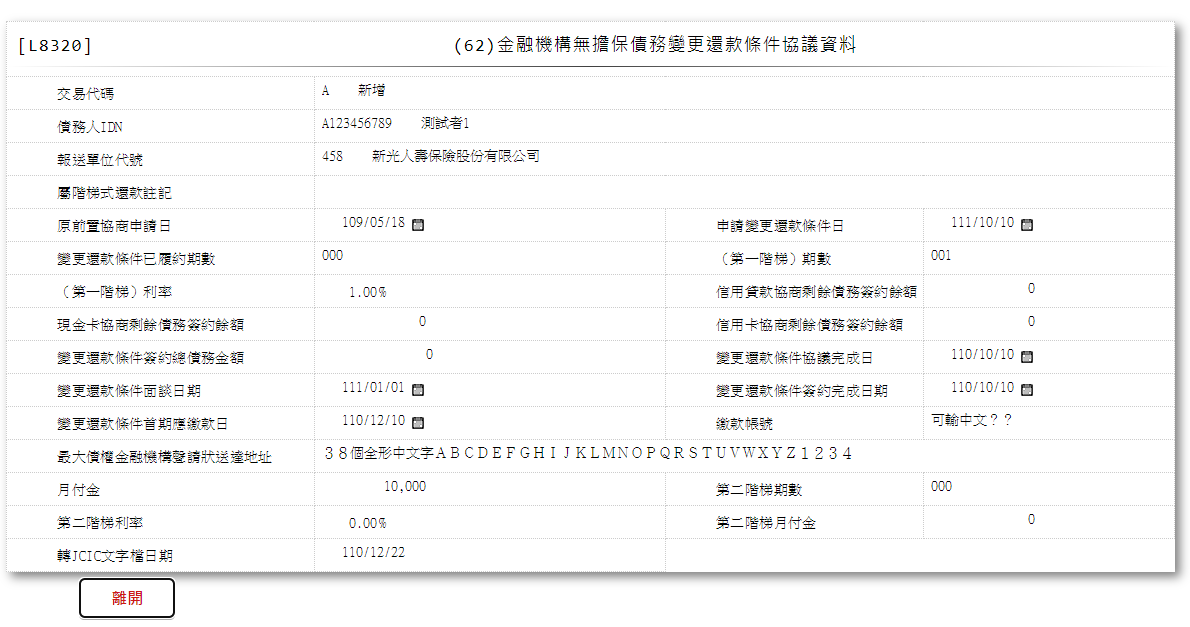 [L8320] (62)金融機構無擔保債務變更還款條件協議資料
交易代碼 A 新增
債務人IDN A123456789 測試者1
報送單位代號 458 新光人壽保險股份有限公司
屬階梯式還款註記
原前置協商申請日 109/05/18 申請變更還款條件日 111/10/10
變更還款條件已履約期數 000 （第一階梯）期數 001
（第一階梯）利率 1.00% 信用貸款協商剩餘債務簽約餘額 0
現金卡協商剩餘債務簽約餘額 0 信用卡協商剩餘債務簽約餘額 0
變更還款條件簽約總債務金額 0 變更還款條件協議完成日 110/10/10
變更還款條件面談日期 111/01/01 變更還款條件簽約完成日期 110/10/10
變更還款條件首期應繳款日 110/12/10 繳款帳號 可輸中文？？
最大債權金融機構聲請狀送達地址 ３８個全形中文字ＡＢＣＤＥＦＧＨＩＪＫＬＭＮＯＰＱＲＳＴＵＶＷＸＹＺ１２３４
月付金 10,000 第二階梯期數 000
第二階梯利率 0.00% 第二階梯月付金 0
轉JCIC文字檔日期 110/12/22
離開